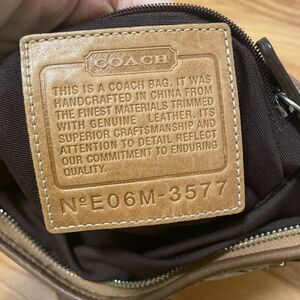 COACH
THIS IS A COACH BAG. IT WAS
HANDCRAFTED IN CHINA FROM
THE FINEST MATERIALS TRIMMED
WITH GENUINE LEATHER. ITS
SUPERIOR CRAFTSMANSHIP AND
ATTENTION TO DETAIL REFLECT
OUR COMMITMENT TO ENDURING
QUALITY.
Nº E06M-3577